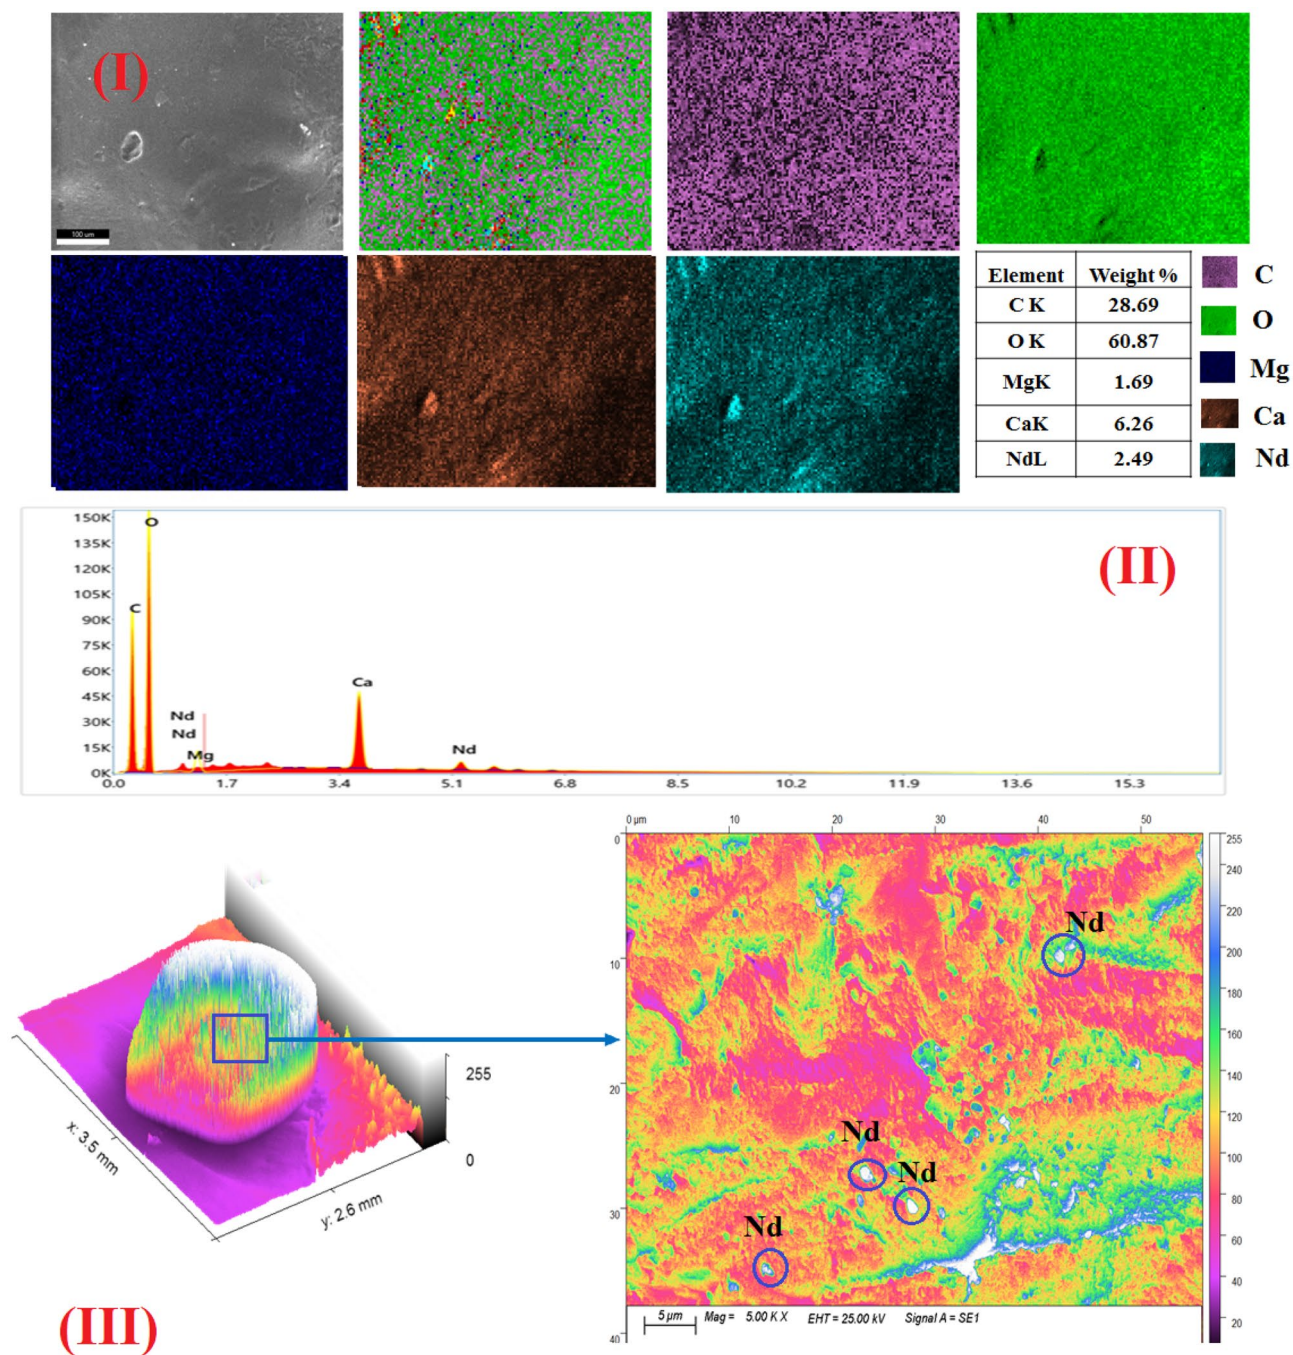 (I)
100 um
Element Weight %
C K 28.69
O K 60.87
MgK 1.69
CaK 6.26
NdL 2.49
C
O
Mg
Ca
Nd
(II)
150K
135K
120K
105K
90K
75K
60K
45K
30K
15K
0K
O
C
Nd
Nd
Mg
Ca
Nd
0.0 1.7 3.4 5.1 6.8 8.5 10.2 11.9 13.6 15.3
(III)
x: 3.5 mm
y: 2.6 mm
255
0
0 µm 10 20 30 40 50
0
10
20
30
40
Nd
Nd
Nd
Nd
255
240
220
200
180
160
140
120
100
80
60
40
20
5 µm Mag = 5.00 K X EHT = 25.00 kV Signal A = SE1